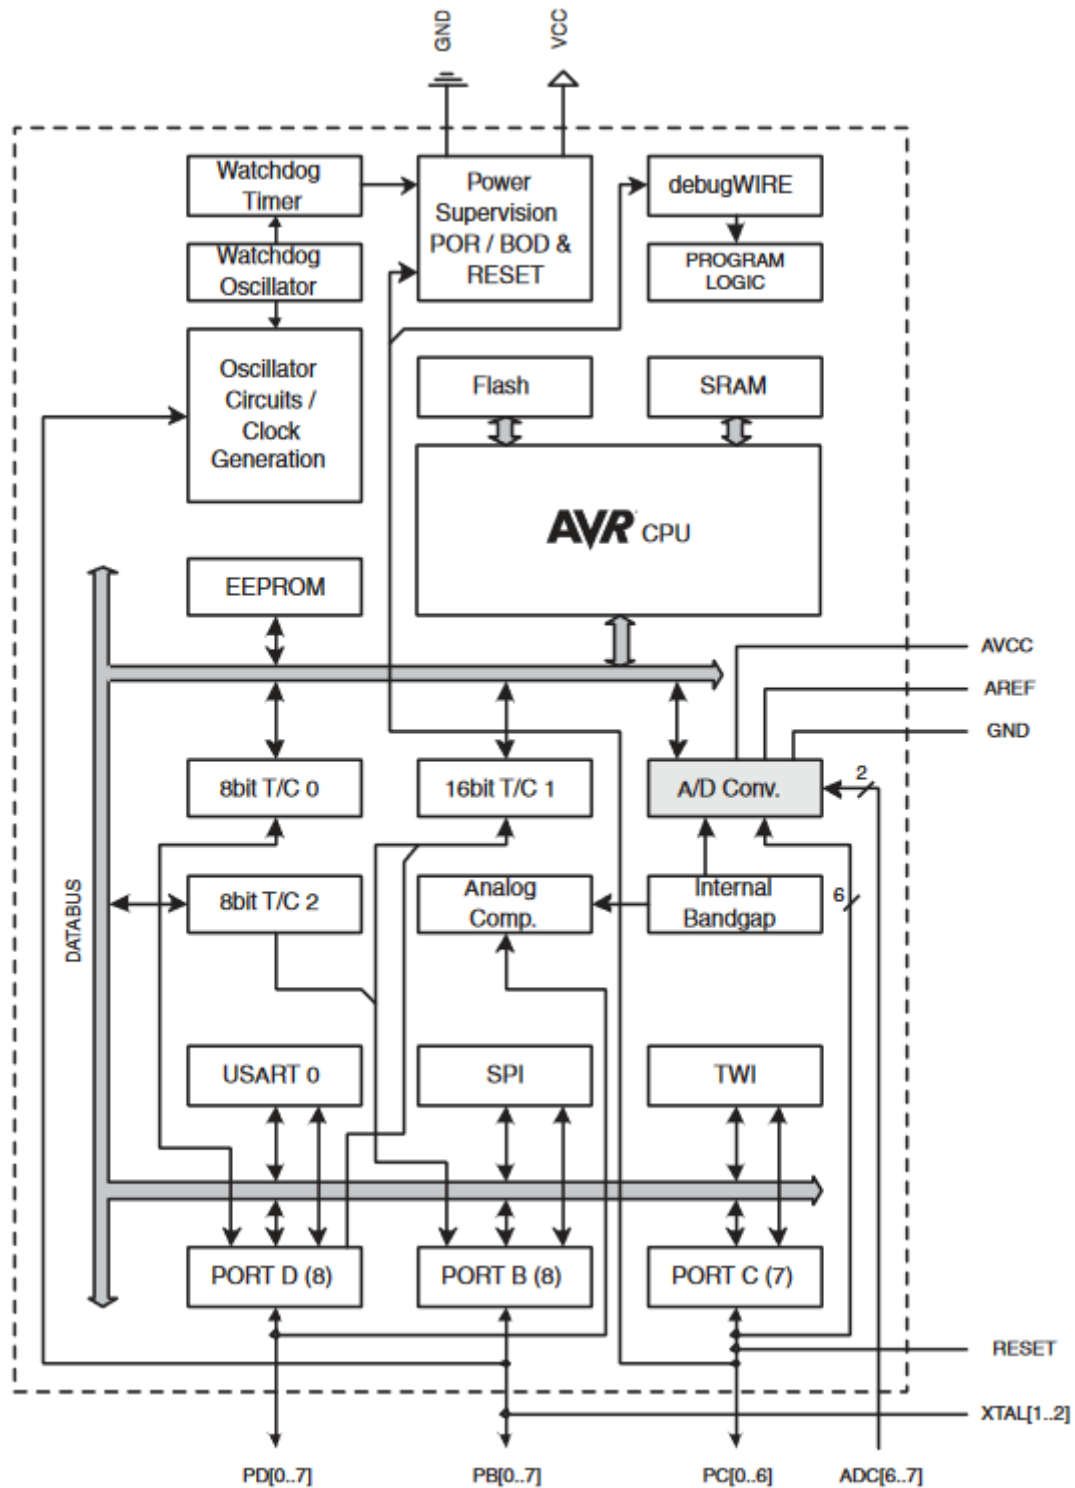 GND
VCC
Watchdog
Timer
Power
Supervision
POR / BOD &
RESET
debugWIRE
Watchdog
Oscillator
PROGRAM
LOGIC
Oscillator
Circuits /
Clock
Generation
Flash
SRAM
AVR CPU
EEPROM
AVCC
AREF
GND
8bit T/C 0
16bit T/C 1
A/D Conv.
2
8bit T/C 2
Analog
Comp.
Internal
Bandgap
6
DATABUS
USART 0
SPI
TWI
PORT D (8)
PORT B (8)
PORT C (7)
RESET
XTAL[1..2]
PD[0..7]
PB[0..7]
PC[0..6]
ADC[6..7]